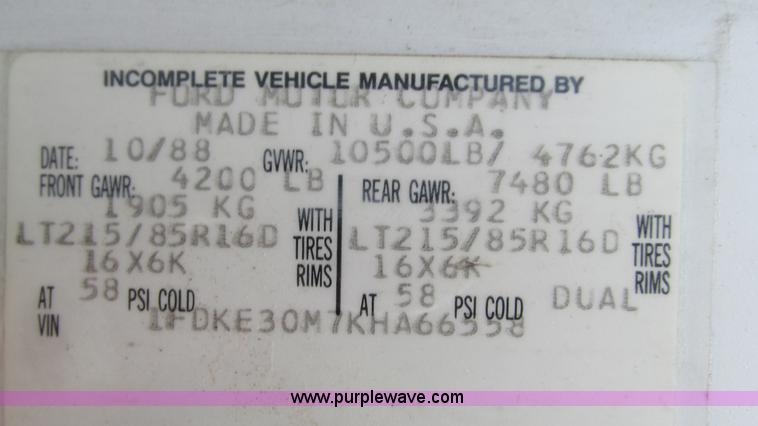 INCOMPLETE VEHICLE MANUFACTURED BY
FORD MOTOR COMPANY
MADE IN U.S.A.
DATE: 10/88 GVWR: 10500LB/ 4762KG
FRONT GAWR: 4200 LB REAR GAWR: 7480 LB
1905 KG 3392 KG
LT215/85R16D WITH TIRES LT215/85R16D WITH TIRES
16X6K RIMS 16X6K RIMS
AT 58 PSI COLD AT 58 PSI COLD DUAL
VIN 1FDKE30M7KHA66558
www.purplewave.com